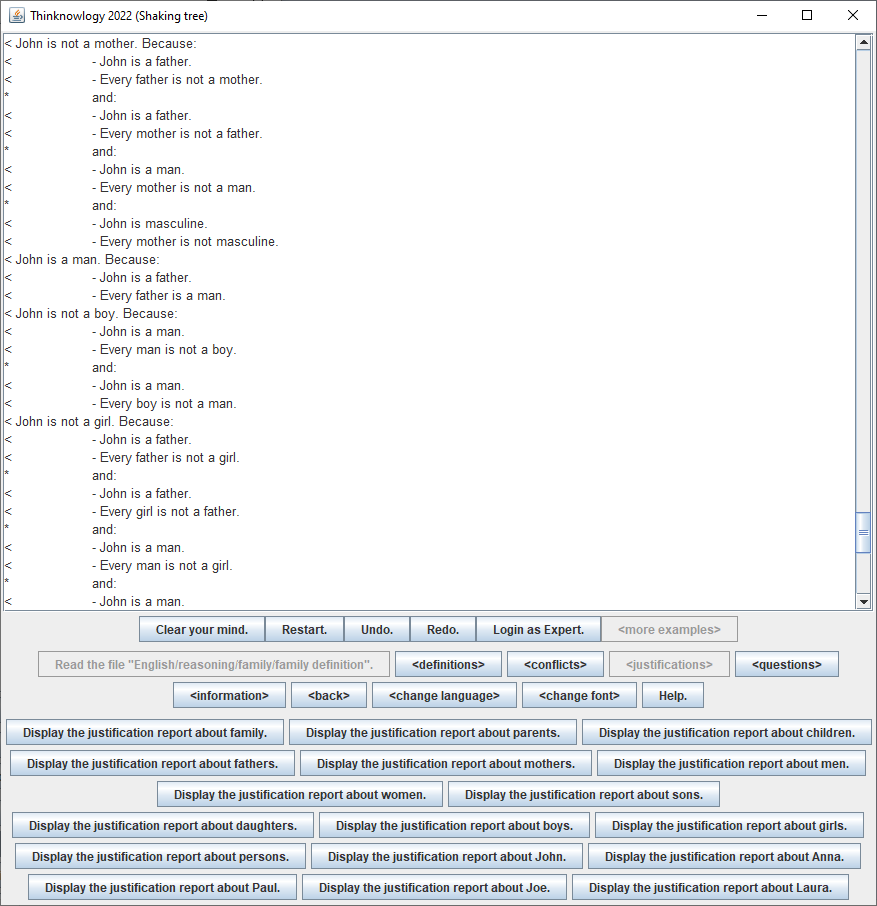 Thinknowlogy 2022 (Shaking tree)
< John is not a mother. Because:
< - John is a father.
< - Every father is not a mother.
* and:
< - John is a father.
< - Every mother is not a father.
* and:
< - John is a man.
< - Every mother is not a man.
* and:
< - John is masculine.
< - Every mother is not masculine.
< John is a man. Because:
< - John is a father.
< - Every father is a man.
< John is not a boy. Because:
< - John is a man.
< - Every man is not a boy.
* and:
< - John is a man.
< - Every boy is not a man.
< John is not a girl. Because:
< - John is a father.
< - Every father is not a girl.
* and:
< - John is a father.
< - Every girl is not a father.
* and:
< - John is a man.
< - Every man is not a girl.
* and:
< - John is a man.
Clear your mind. Restart. Undo. Redo. Login as Expert. <more examples>
Read the file "English/reasoning/family/family definition". <definitions> <conflicts> <justifications> <questions>
<information> <back> <change language> <change font> Help.
Display the justification report about family. Display the justification report about parents. Display the justification report about children.
Display the justification report about fathers. Display the justification report about mothers. Display the justification report about men.
Display the justification report about women. Display the justification report about sons.
Display the justification report about daughters. Display the justification report about boys. Display the justification report about girls.
Display the justification report about persons. Display the justification report about John. Display the justification report about Anna.
Display the justification report about Paul. Display the justification report about Joe. Display the justification report about Laura.